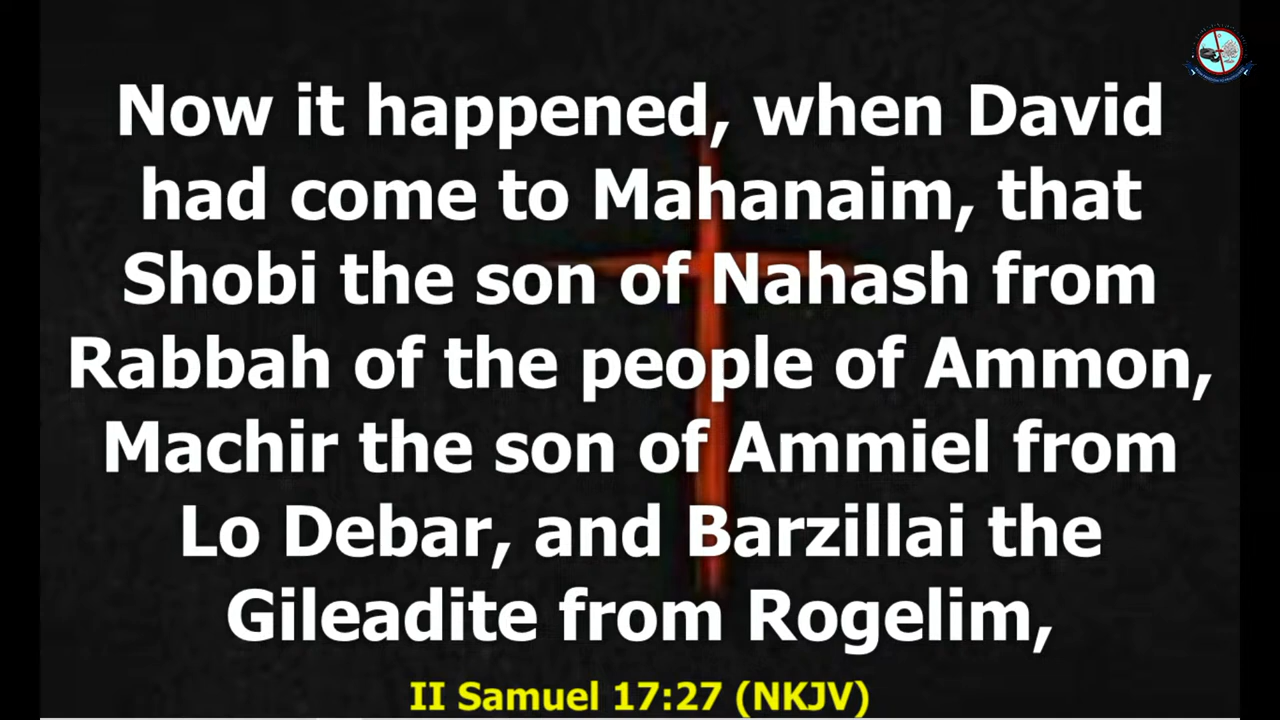 Now it happened, when David
had come to Mahanaim, that
Shobi the son of Nahash from
Rabbah of the people of Ammon,
Machir the son of Ammiel from
Lo Debar, and Barzillai the
Gileadite from Rogelim,
II Samuel 17:27 (NKJV)